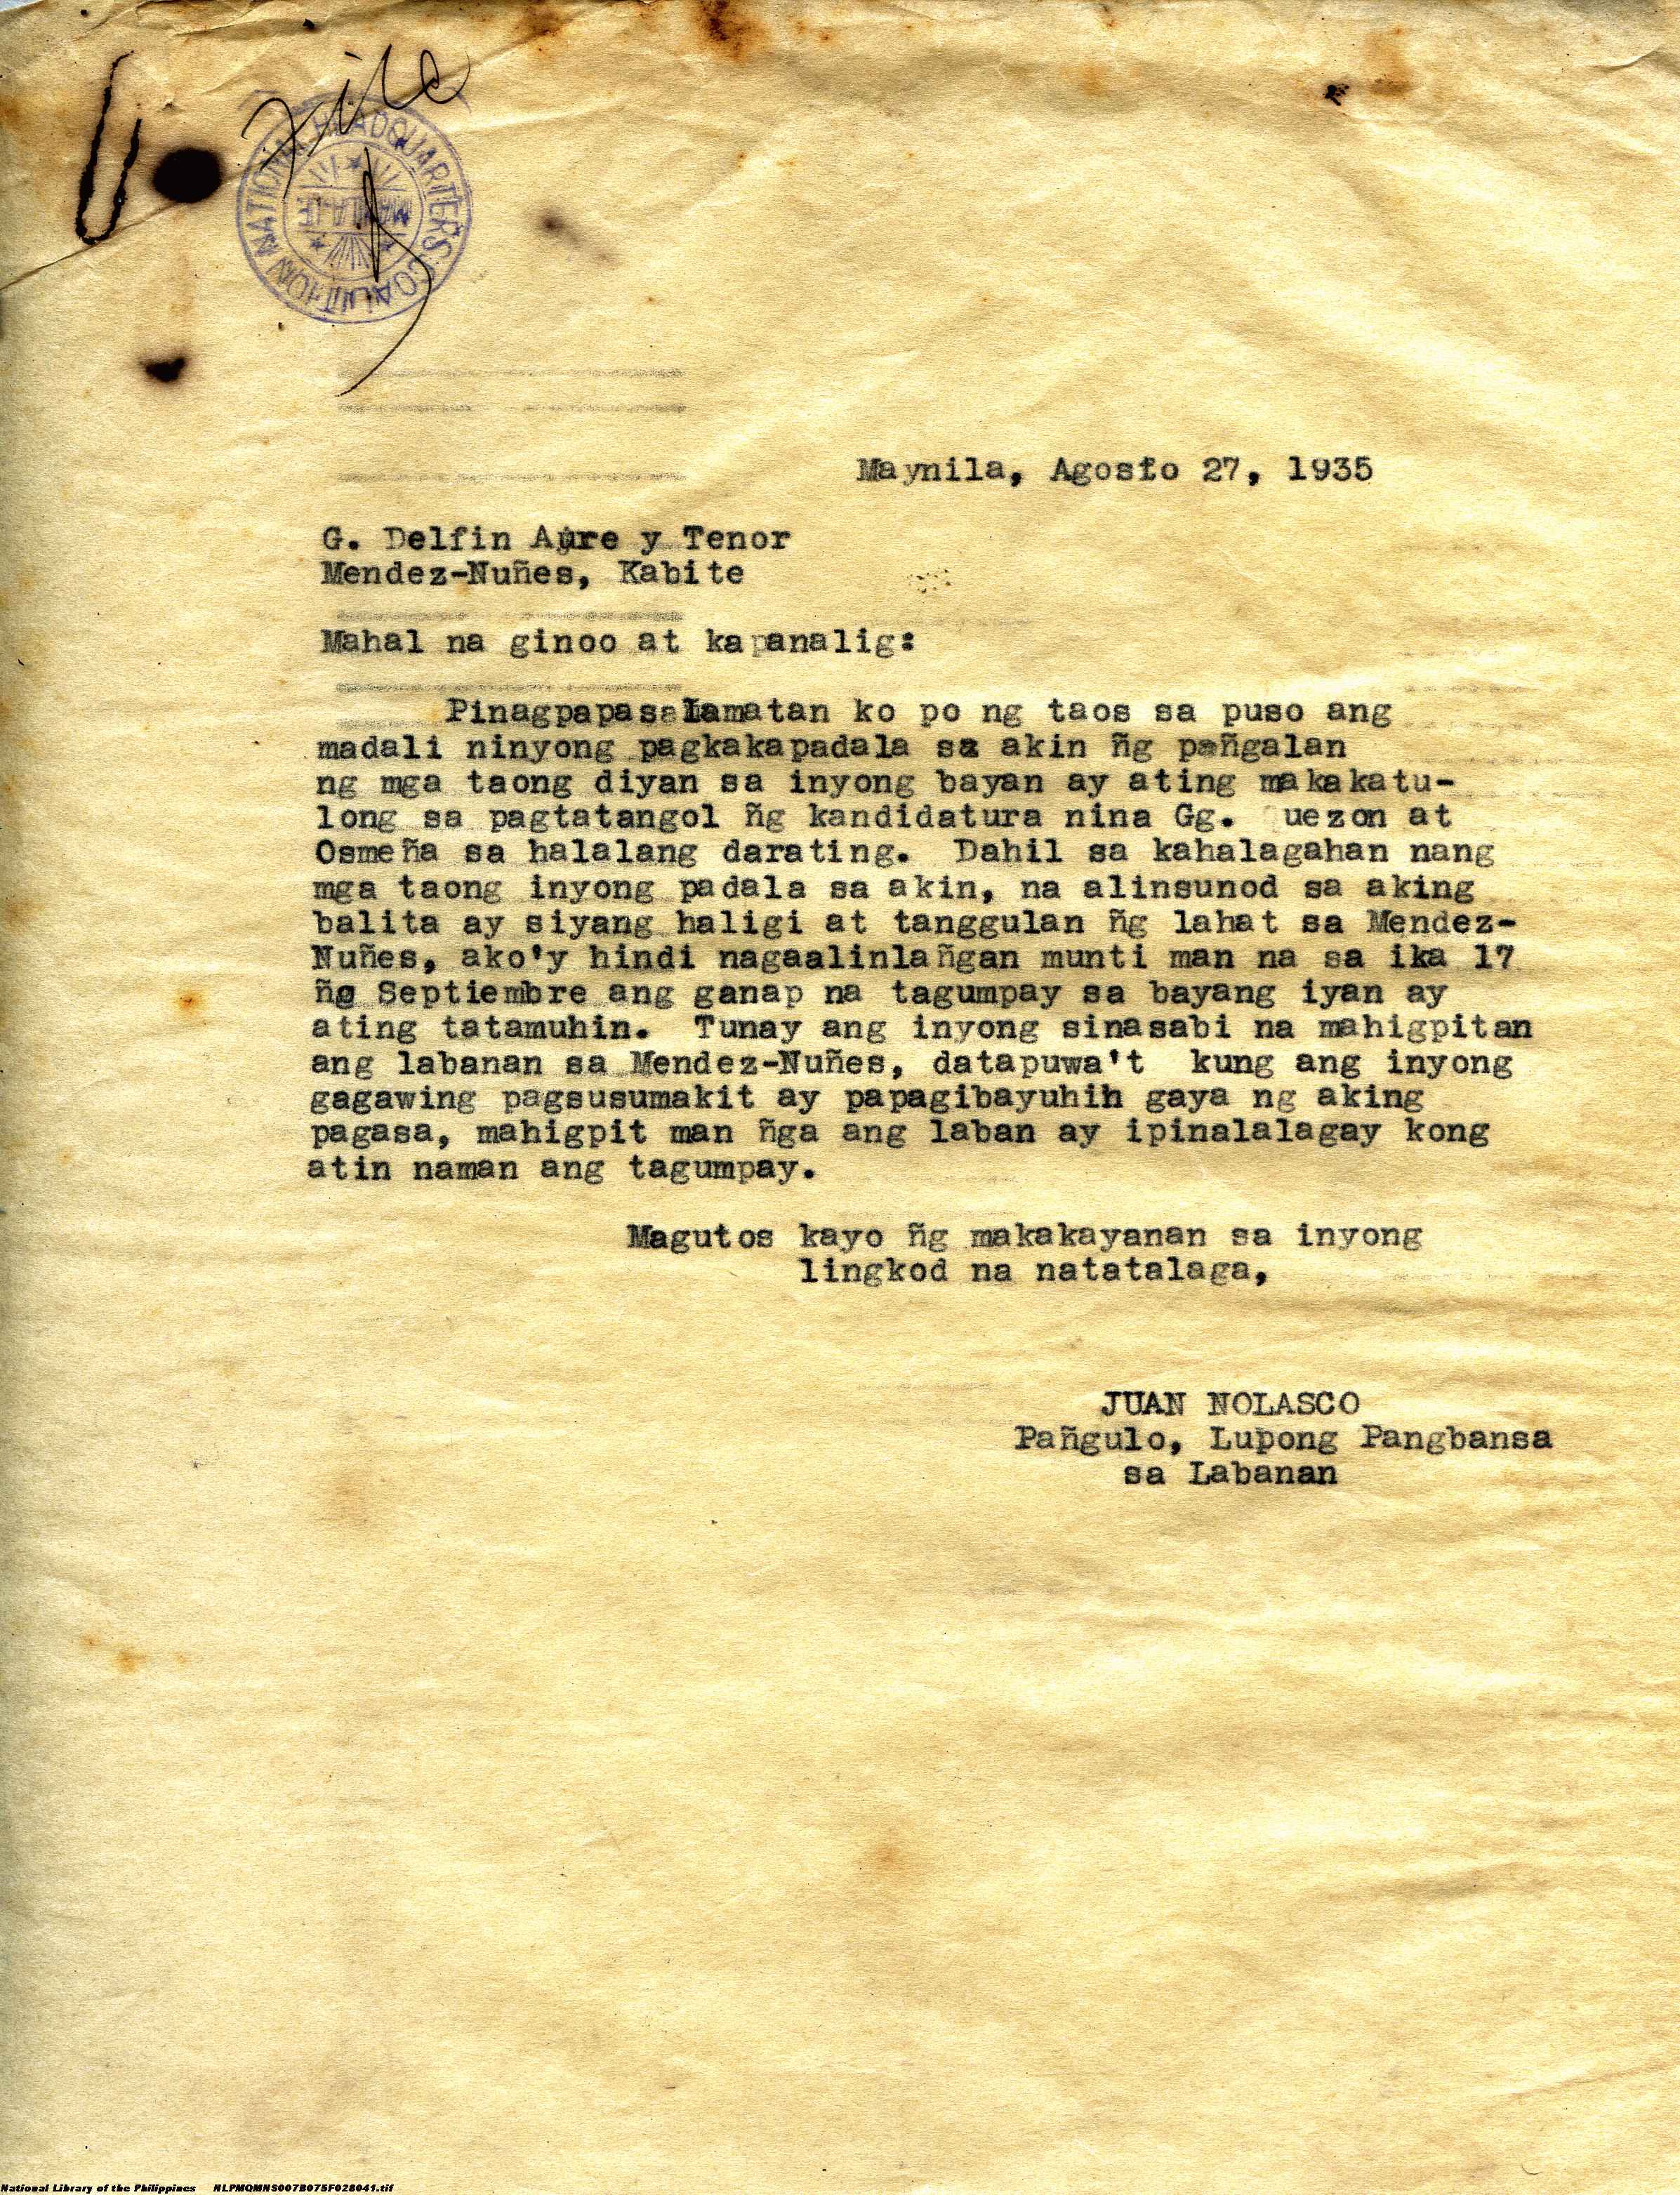 File
NATIONAL HEADQUARTERS COALITION
MANILA
Maynila, Agosto 27, 1935
G. Delfin Aure y Tenor
Mendez-Nuñes, Kabite
Mahal na ginoo at kapanalig:
Pinagpapasalamatan ko po ng taos sa puso ang
madali ninyong pagkakapadala sa akin ñg pañgalan
ng mga taong diyan sa inyong bayan ay ating makakatu-
long sa pagtatangol ñg kandidatura nina Gg. uezon at
Osmeña sa halalang darating. Dahil sa kahalagahan nang
mga taong inyong padala sa akin, na alinsunod sa aking
balita ay siyang haligi at tanggulan ñg lahat sa Mendez-
Nuñes, ako'y hindi nagaalinlañgan munti man na sa ika 17
ñg Septiembre ang ganap na tagumpay sa bayang iyan ay
ating tatamuhin. Tunay ang inyong sinasabi na mahigpitan
ang labanan sa Mendez-Nuñes, datapuwa't kung ang inyong
gagawing pagsusumakit ay papagibayuhih gaya ng aking
pagasa, mahigpit man ñga ang laban ay ipinalalagay kong
atin naman ang tagumpay.
Magutos kayo ñg makakayanan sa inyong
lingkod na natatalaga,
JUAN NOLASCO
Pañgulo, Lupong Pangbansa
sa Labanan
National Library of the Philippines NLPMQMNS007B075F028041.tif